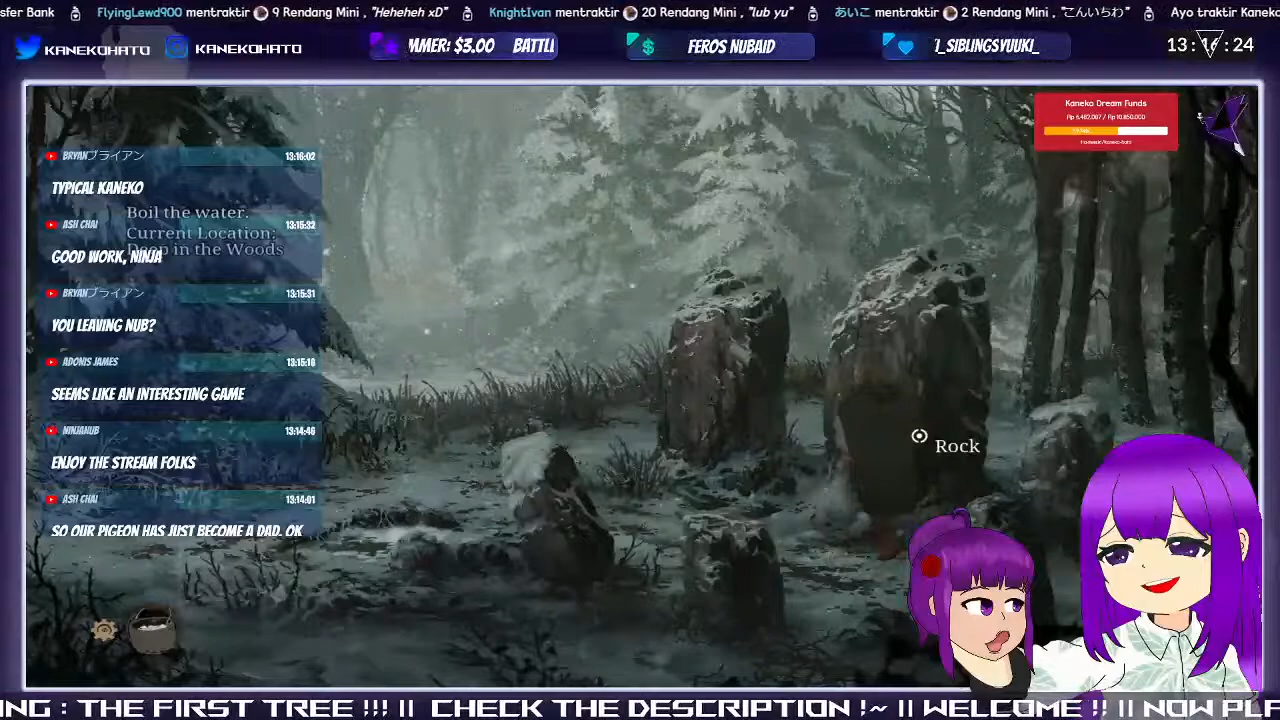 sfer Bank FlyingLewd900 mentraktir 9 Rendang Mini , "Heheheh xD" KnightIvan mentraktir 20 Rendang Mini , "lub yu" あいこ mentraktir 2 Rendang Mini , "こんいちわ" Ayo traktir Kaneko
KANEKOHATO KANEKOHATO MMER: $3.00 BATTLI FEROS NUBAID I_SIBLINGSYUUKI_ 13:16:24
Kaneko Dream Funds
BRYANブライアン 13:16:02
TYPICAL KANEKO
Boil the water.
ASH CHAI 13:15:32
Current Location:
Deep in the Woods
GOOD WORK, NINJA
BRYANブライアン 13:15:31
YOU LEAVING NUB?
ADONIS JAMES 13:15:16
SEEMS LIKE AN INTERESTING GAME
NINJANUB 13:14:46
Rock
ENJOY THE STREAM FOLKS
ASH CHAI 13:14:01
SO OUR PIGEON HAS JUST BECOME A DAD. OK
NG : THE FIRST TREE !!! || CHECK THE DESCRIPTION !~ || WELCOME !! || NOW PLA